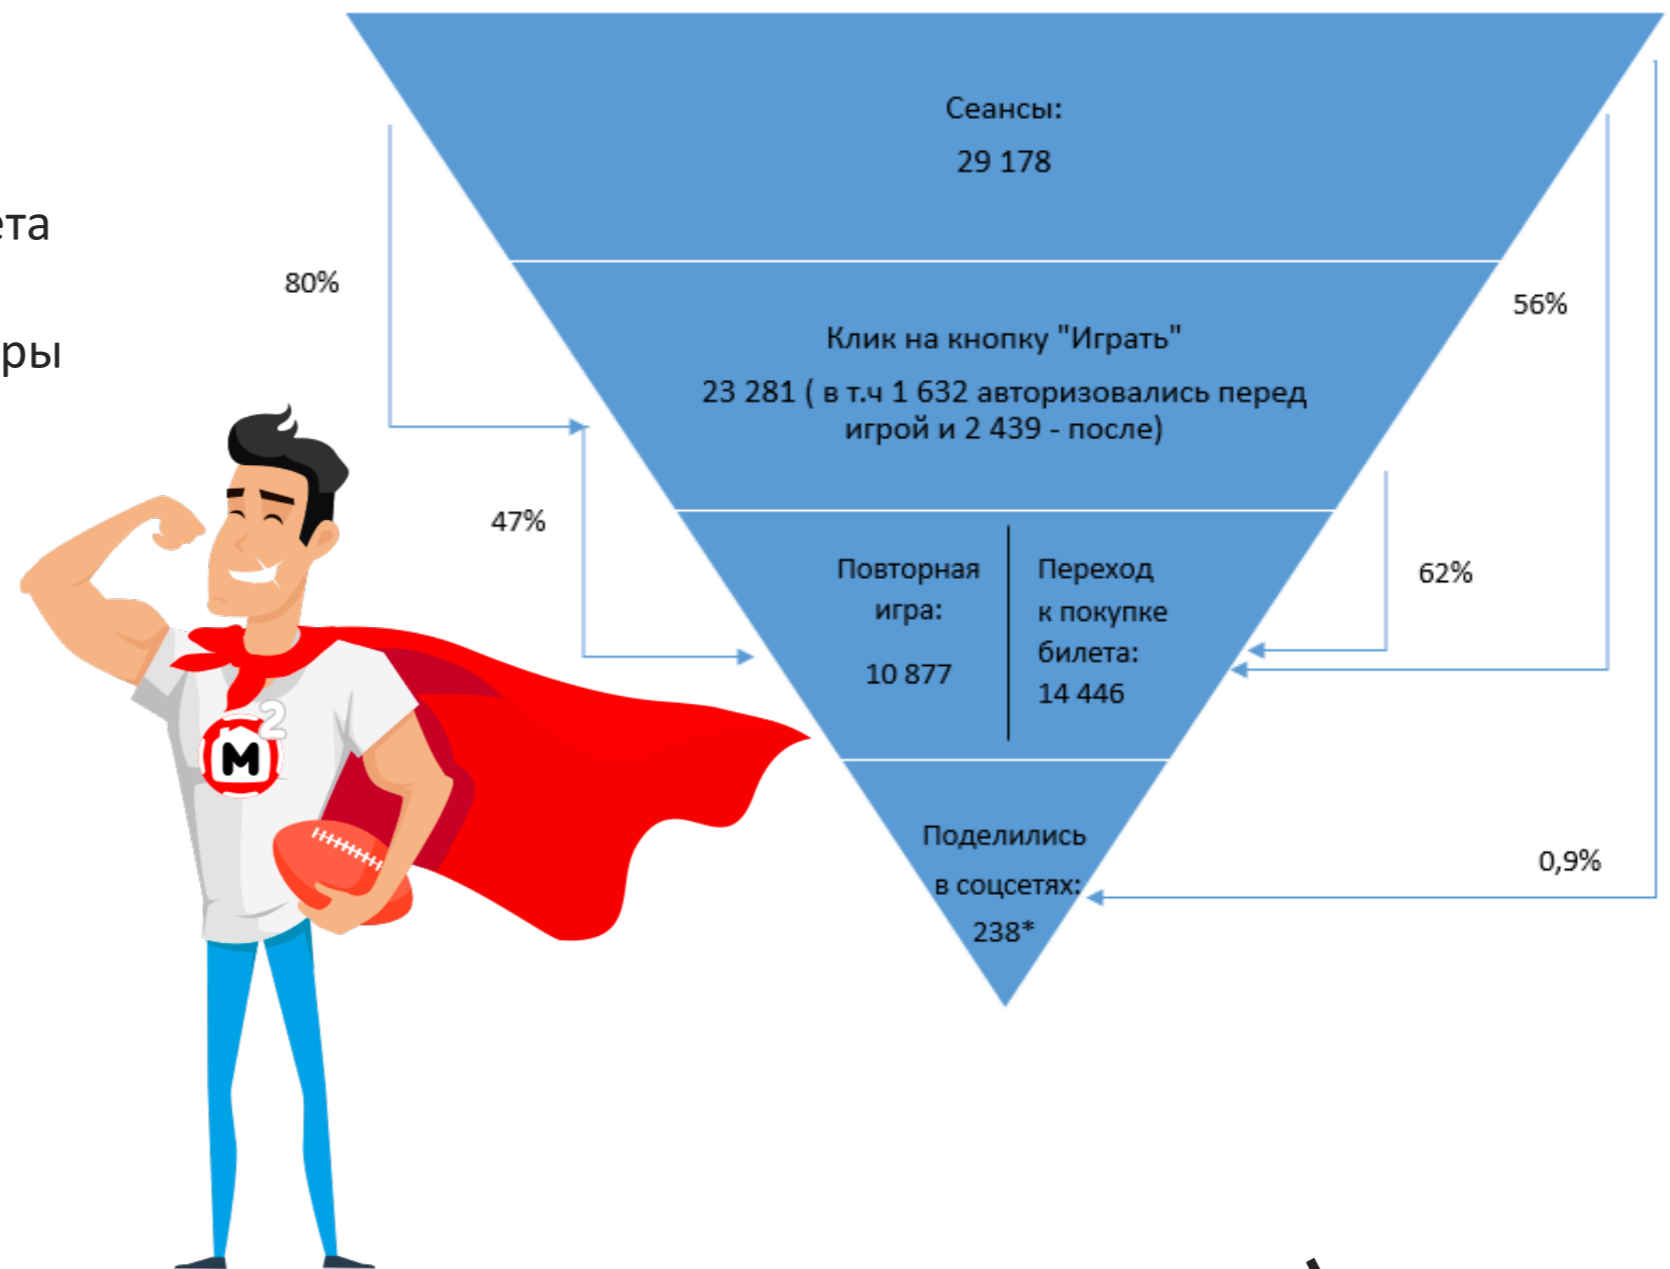 Сеансы:
29 178
ета
80%
56%
ры
Клик на кнопку "Играть"
23 281 ( в т.ч 1 632 авторизовались перед
игрой и 2 439 - после)
47%
Повторная
игра:
10 877
Переход
к покупке
билета:
14 446
62%
Поделились
в соцсетях:
238*
0,9%
М
2